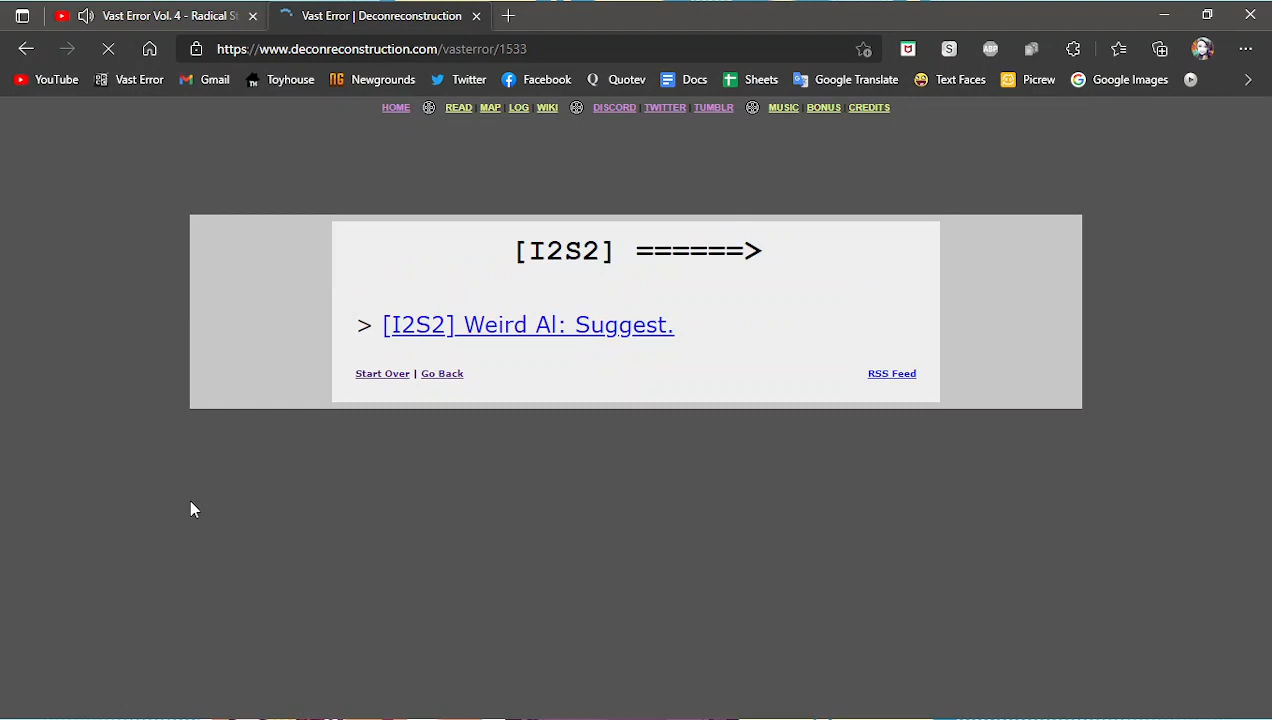 Vast Error Vol. 4 - Radical St
Vast Error | Deconreconstruction
https://www.deconreconstruction.com/vasterror/1533
YouTube Vast Error Gmail Toyhouse Newgrounds Twitter Facebook Quotev Docs Sheets Google Translate Text Faces Picrew Google Images
HOME READ | MAP | LOG | WIKI DISCORD | TWITTER | TUMBLR MUSIC | BONUS | CREDITS
[I2S2] ======>
> [I2S2] Weird Al: Suggest.
Start Over | Go Back
RSS Feed